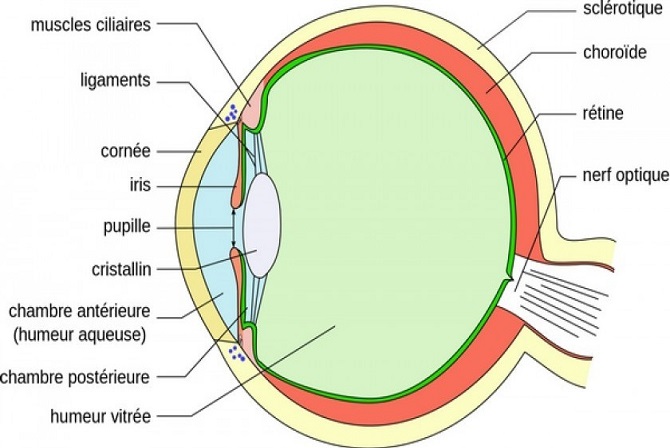 muscles ciliaires
ligaments
cornée
iris
pupille
cristallin
chambre antérieure
(humeur aqueuse)
chambre postérieure
humeur vitrée
sclérotique
choroïde
rétine
nerf optique